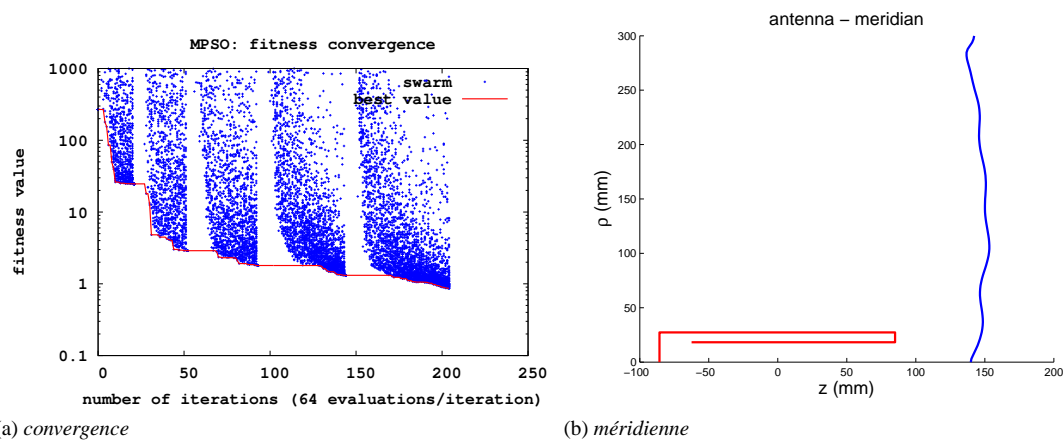 MPSO: fitness convergence
1000
100
10
1
0.1
fitness value
swarm
best value
0 50 100 150 200 250
number of iterations (64 evaluations/iteration)
(a) convergence
antenna − meridian
300
250
200
150
100
50
0
ρ (mm)
−100 −50 0 50 100 150 200
z (mm)
(b) méridienne